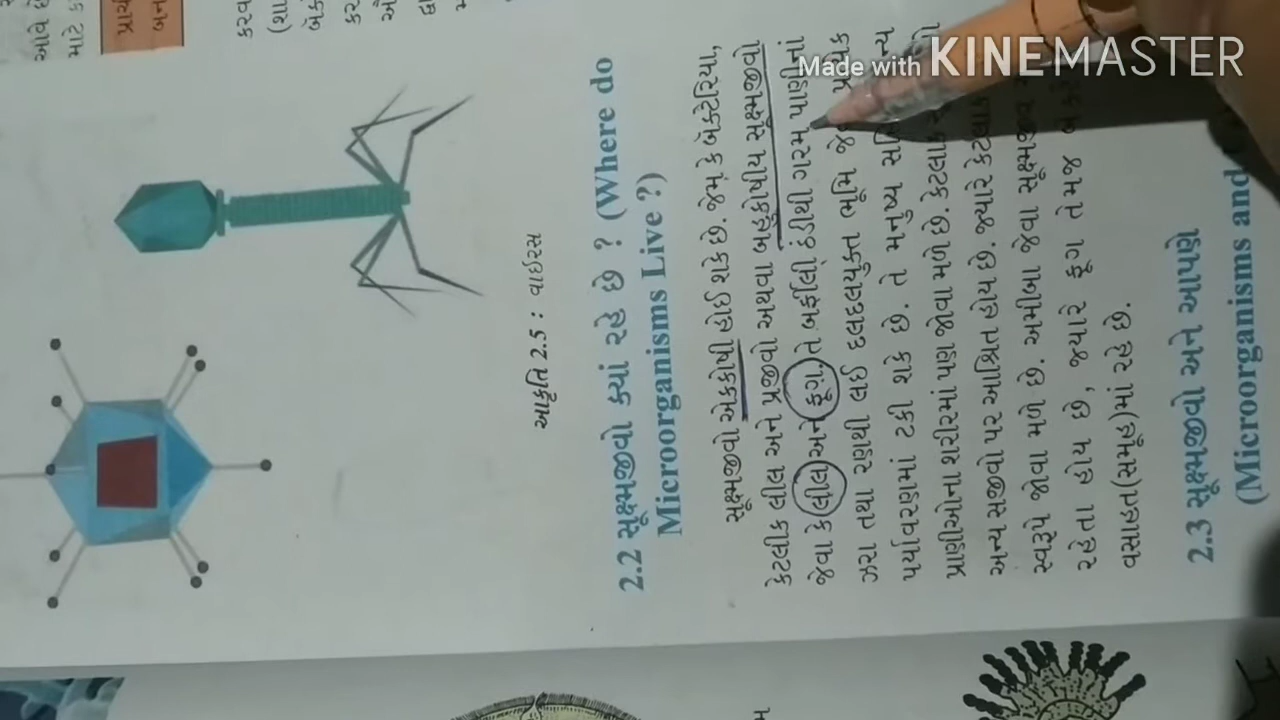 આકૃતિ 2.5 : વાઇરસ
2.2 સૂક્ષ્મજીવો ક્યાં રહે છે ? (Where do
Microorganisms Live ?)
સૂક્ષ્મજીવો એકકોષી હોઈ શકે છે. જેમ કે બૅક્ટેરિયા,
કેટલીક લીલ અને પ્રજીવો અથવા બહુકોષીય સૂક્ષ્મજીવો
જેવા કે લીલ અને ફૂગ. તે બર્ફીલી ઠંડીથી ગરમ પાણીનાં
ઝરા તથા રણથી લઈ દલદલયુક્ત ભૂમિ
પર્યાવરણમાં ટકી શકે છે. તે મનુષ્ય
પ્રાણીઓના શરીરમાં પણ જોવા મળે છે. કેટલાક
અન્ય સજીવો પર આશ્રિત હોય છે. જ્યારે કેટલાક
સ્વરૂપે જોવા મળે છે. અમીબા જેવા સૂક્ષ્મજીવ
રહેતા હોય છે, જ્યારે ફૂગ તેમજ
વસાહત(સમૂહ)માં રહે છે.
2.3 સૂક્ષ્મજીવો અને આપણે
(Microorganisms and
Made with KINEMASTER